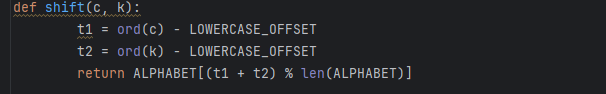 def shift(c, k):
        t1 = ord(c) - LOWERCASE_OFFSET
        t2 = ord(k) - LOWERCASE_OFFSET
        return ALPHABET[(t1 + t2) % len(ALPHABET)]